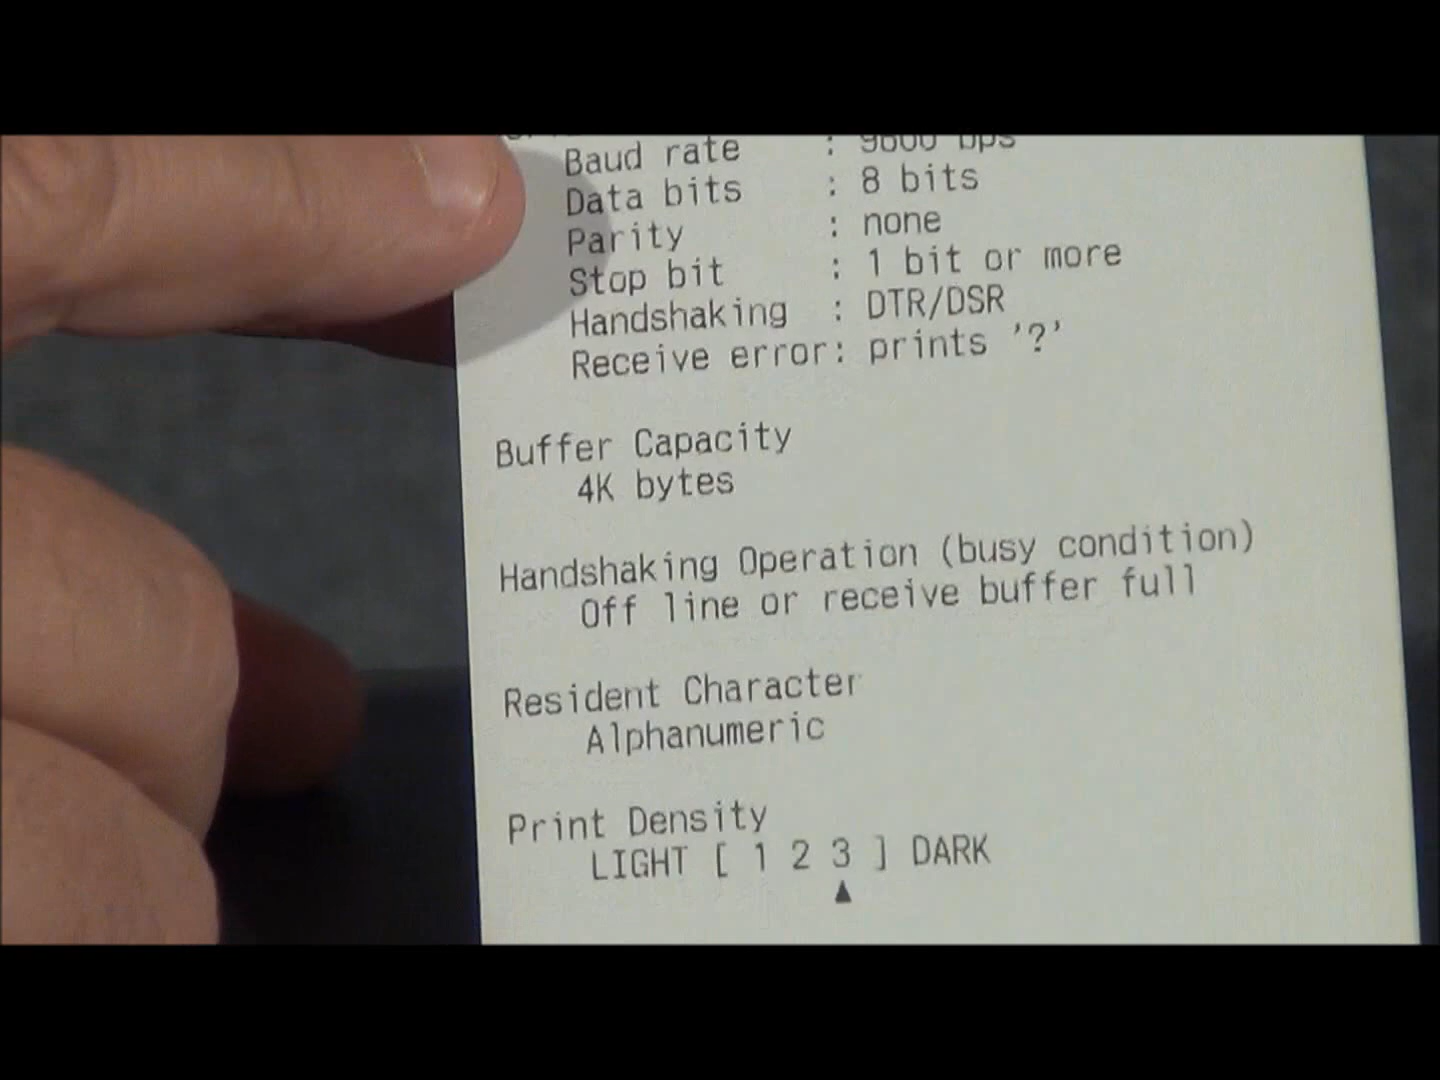 Baud rate : 9600 bps
Data bits : 8 bits
Parity : none
Stop bit : 1 bit or more
Handshaking : DTR/DSR
Receive error: prints '?'
Buffer Capacity
4K bytes
Handshaking Operation (busy condition)
Off line or receive buffer full
Resident Character
Alphanumeric
Print Density
LIGHT [ 1 2 3 ] DARK
▲